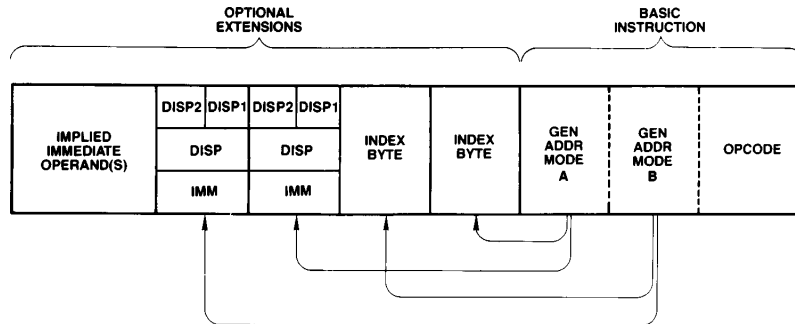 OPTIONAL
EXTENSIONS
BASIC
INSTRUCTION
IMPLIED
IMMEDIATE
OPERAND(S)
DISP2 DISP1 DISP2 DISP1
DISP DISP
IMM IMM
INDEX
BYTE
INDEX
BYTE
GEN
ADDR
MODE
A
GEN
ADDR
MODE
B
OPCODE